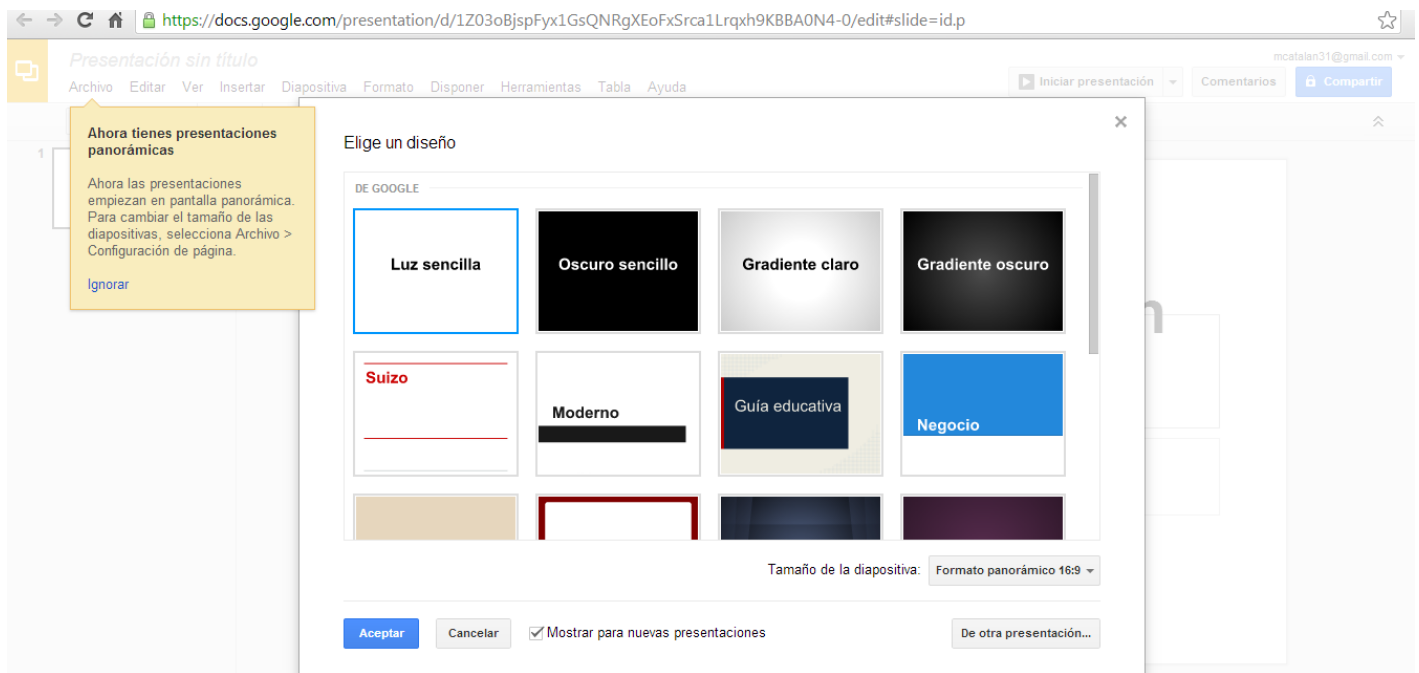 https://docs.google.com/presentation/d/1Z03oBjspFyx1GsQNRgXEoFxSrca1Lrqxh9KBBA0N4-0/edit#slide=id.p
Presentación sin título
mcatalan31@gmail.com
Archivo Editar Ver Insertar Diapositiva Formato Disponer Herramientas Tabla Ayuda
Iniciar presentación Comentarios Compartir
Ahora tienes presentaciones
panorámicas
Ahora las presentaciones
empiezan en pantalla panorámica.
Para cambiar el tamaño de las
diapositivas, selecciona Archivo >
Configuración de página.
Ignorar
1
Elige un diseño
DE GOOGLE
Luz sencilla
Oscuro sencillo
Gradiente claro
Gradiente oscuro
Suizo
Moderno
Guía educativa
Negocio
Tamaño de la diapositiva: Formato panorámico 16:9
Aceptar Cancelar Mostrar para nuevas presentaciones De otra presentación...